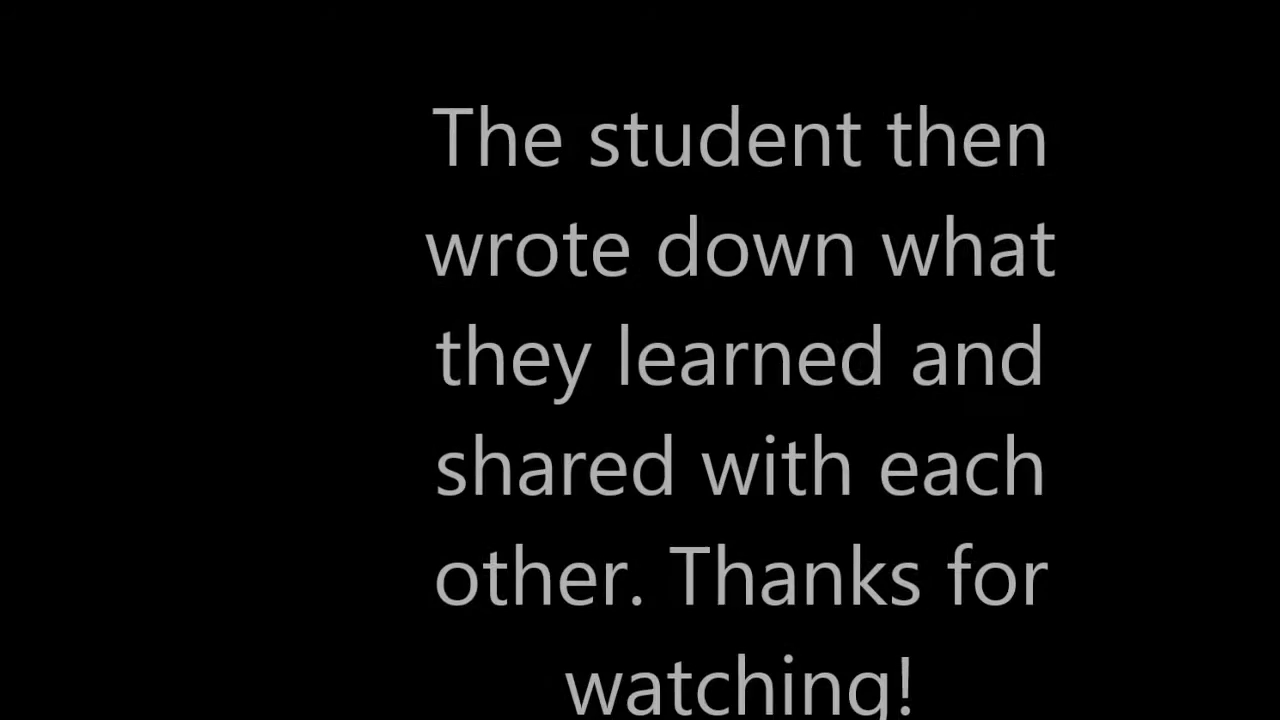 The student then
wrote down what
they learned and
shared with each
other. Thanks for
watching!